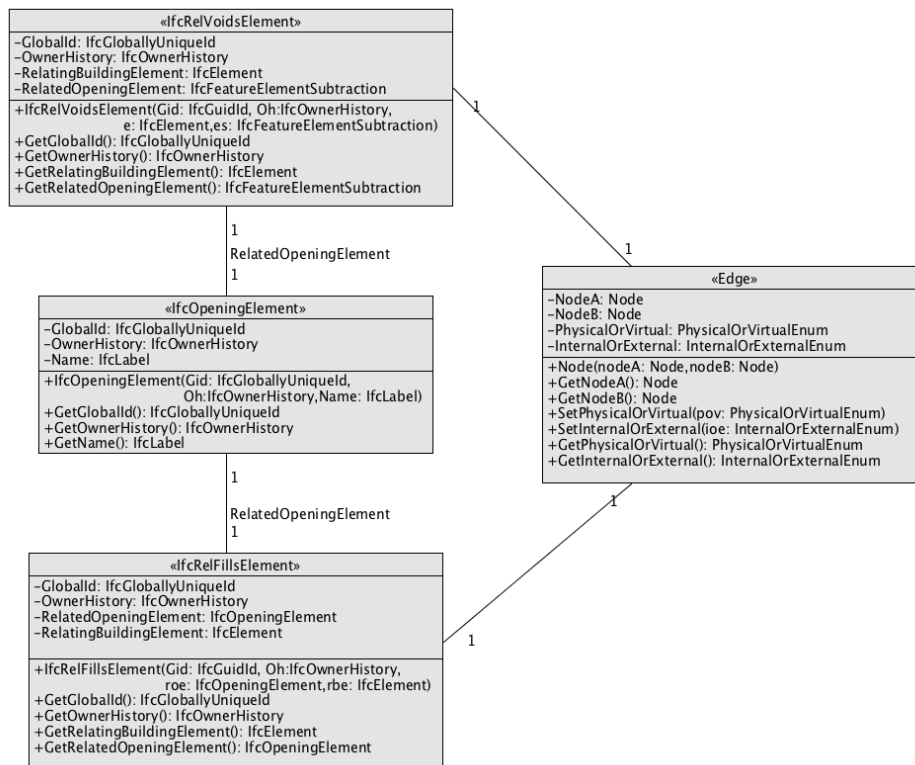 «IfcRelVoidsElement»
–GlobalId: IfcGloballyUniqueId
–OwnerHistory: IfcOwnerHistory
–RelatingBuildingElement: IfcElement
–RelatedOpeningElement: IfcFeatureElementSubtraction
+IfcRelVoidsElement(Gid: IfcGuidId, Oh:IfcOwnerHistory,
e: IfcElement,es: IfcFeatureElementSubtraction)
+GetGlobalId(): IfcGloballyUniqueId
+GetOwnerHistory(): IfcOwnerHistory
+GetRelatingBuildingElement(): IfcElement
+GetRelatedOpeningElement(): IfcFeatureElementSubtraction
1
1
RelatedOpeningElement
1
1
«IfcOpeningElement»
–GlobalId: IfcGloballyUniqueId
–OwnerHistory: IfcOwnerHistory
–Name: IfcLabel
+IfcOpeningElement(Gid: IfcGloballyUniqueId,
Oh:IfcOwnerHistory,Name: IfcLabel)
+GetGlobalId(): IfcGloballyUniqueId
+GetOwnerHistory(): IfcOwnerHistory
+GetName(): IfcLabel
«Edge»
–NodeA: Node
–NodeB: Node
–PhysicalOrVirtual: PhysicalOrVirtualEnum
–InternalOrExternal: InternalOrExternalEnum
+Node(nodeA: Node,nodeB: Node)
+GetNodeA(): Node
+GetNodeB(): Node
+SetPhysicalOrVirtual(pov: PhysicalOrVirtualEnum)
+SetInternalOrExternal(ioe: InternalOrExternalEnum)
+GetPhysicalOrVirtual(): PhysicalOrVirtualEnum
+GetInternalOrExternal(): InternalOrExternalEnum
1
RelatedOpeningElement
1
1
1
«IfcRelFillsElement»
–GlobalId: IfcGloballyUniqueId
–OwnerHistory: IfcOwnerHistory
–RelatedOpeningElement: IfcOpeningElement
–RelatingBuildingElement: IfcElement
+IfcRelFillsElement(Gid: IfcGuidId, Oh:IfcOwnerHistory,
roe: IfcOpeningElement,rbe: IfcElement)
+GetGlobalId(): IfcGloballyUniqueId
+GetOwnerHistory(): IfcOwnerHistory
+GetRelatingBuildingElement(): IfcElement
+GetRelatedOpeningElement(): IfcOpeningElement